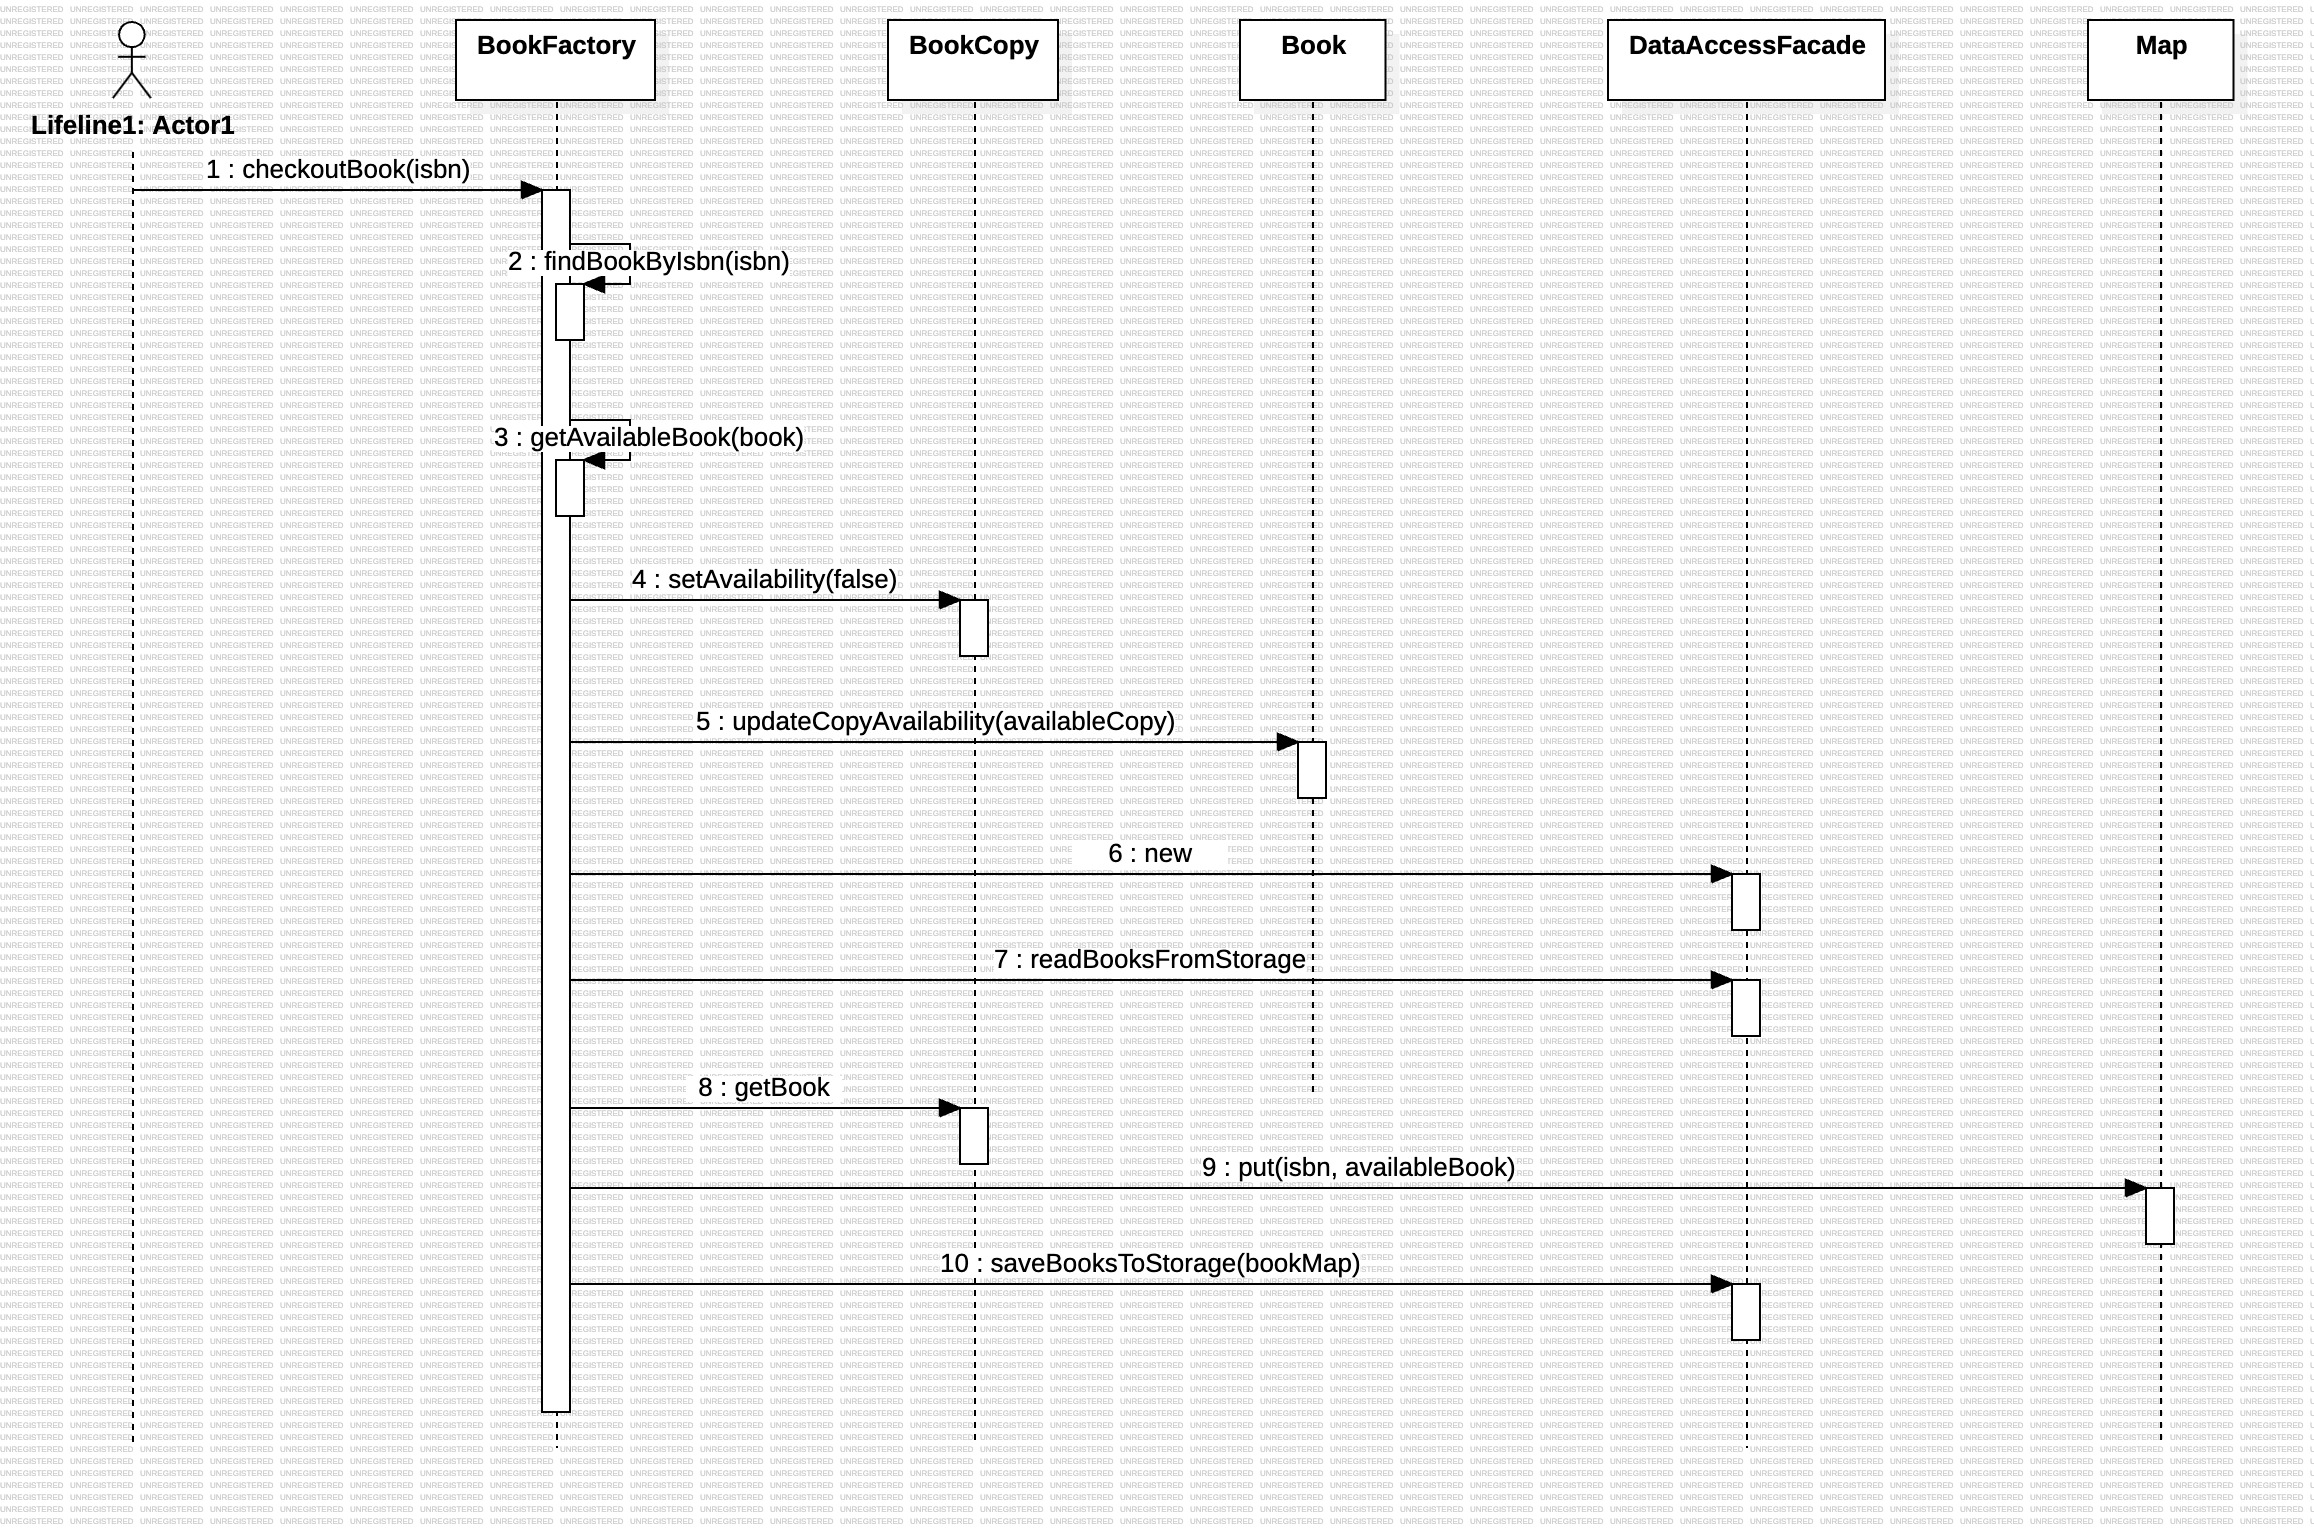 BookFactory
BookCopy
Book
DataAccessFacade
Map
Lifeline1: Actor1
1 : checkoutBook(isbn)
2 : findBookByIsbn(isbn)
3 : getAvailableBook(book)
4 : setAvailability(false)
5 : updateCopyAvailability(availableCopy)
6 : new
7 : readBooksFromStorage
8 : getBook
9 : put(isbn, availableBook)
10 : saveBooksToStorage(bookMap)
UNREGISTERED